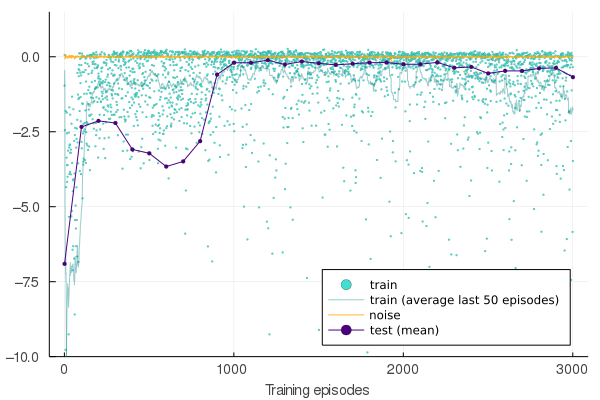 0.0
−2.5
−5.0
−7.5
−10.0
train
train (average last 50 episodes)
noise
test (mean)
0 1000 2000 3000
Training episodes